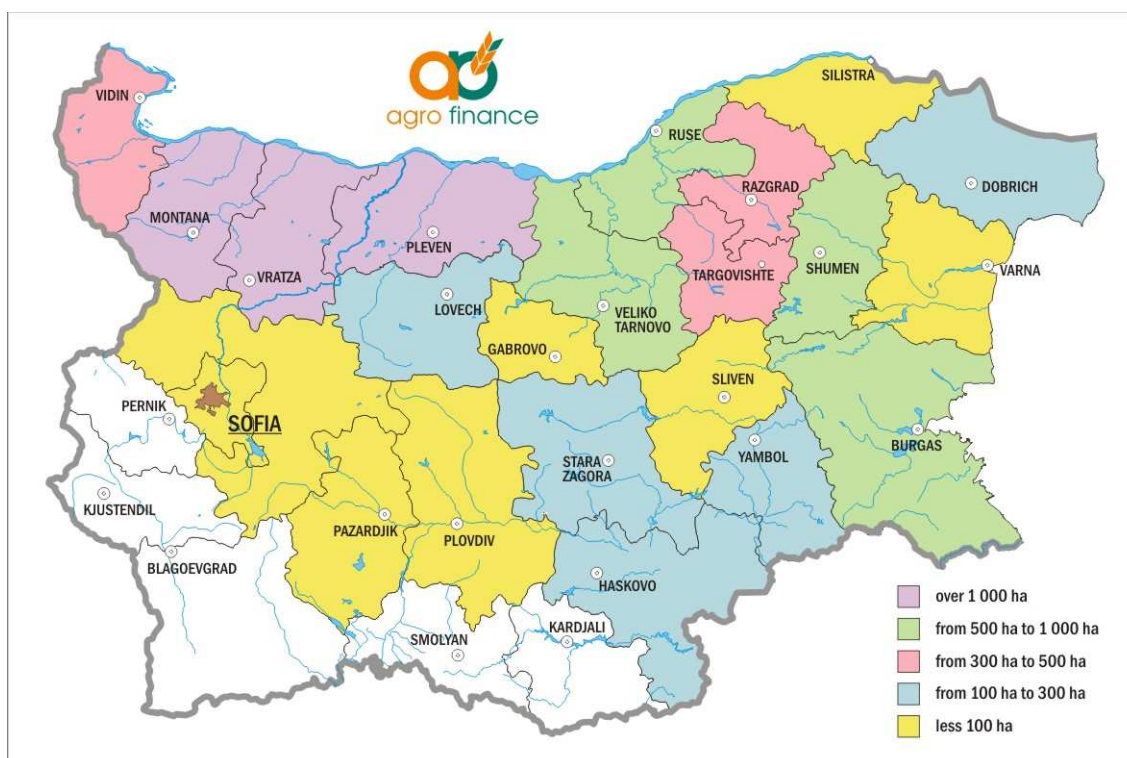 agro finance
SILISTRA
VIDIN
RUSE
DOBRICH
RAZGRAD
MONTANA
PLEVEN
VRATZA
TARGOVISHTE
SHUMEN
VARNA
LOVECH
VELIKO
TARNOVO
GABROVO
SLIVEN
PERNIK
SOFIA
BURGAS
YAMBOL
STARA
ZAGORA
KJUSTENDIL
PAZARDJIK
PLOVDIV
BLAGOEVGRAD
HASKOVO
SMOLYAN
KARDJALI
over 1 000 ha
from 500 ha to 1 000 ha
from 300 ha to 500 ha
from 100 ha to 300 ha
less 100 ha